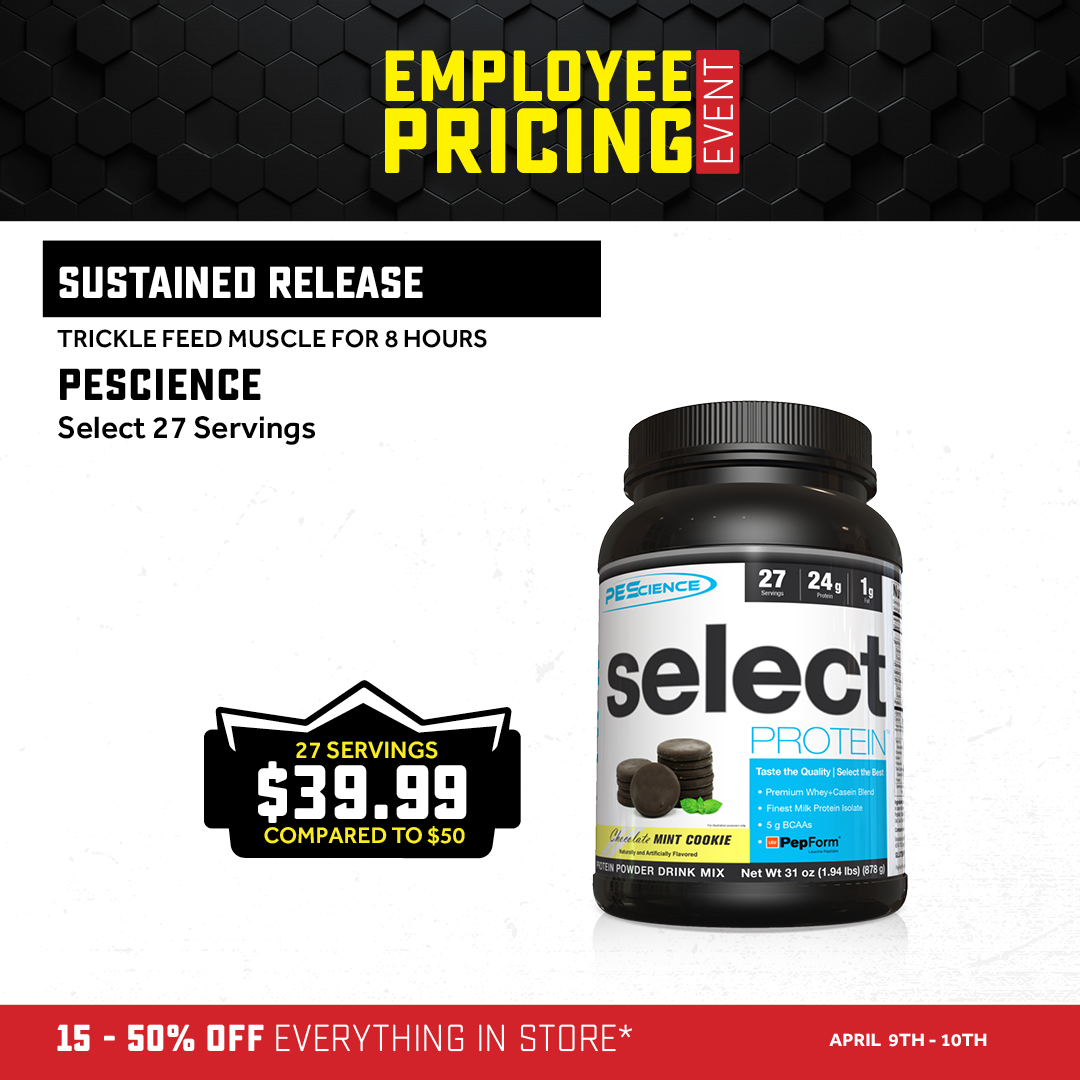 EMPLOYEE
PRICING
EVENT
SUSTAINED RELEASE
TRICKLE FEED MUSCLE FOR 8 HOURS
PESCIENCE
Select 27 Servings
27 SERVINGS
$39.99
COMPARED TO $50
PEScience
27 24g 1g
Servings Protein Fat
select
PROTEIN
Taste the Quality | Select the Best
• Premium Whey+Casein Blend
• Finest Milk Protein Isolate
• 5 g BCAAs
• PepForm
Leucine Peptides
Chocolate MINT COOKIE
Naturally and Artificially Flavored
PROTEIN POWDER DRINK MIX Net Wt 31 oz (1.94 lbs) (878 g)
15 - 50% OFF EVERYTHING IN STORE*
APRIL 9TH - 10TH